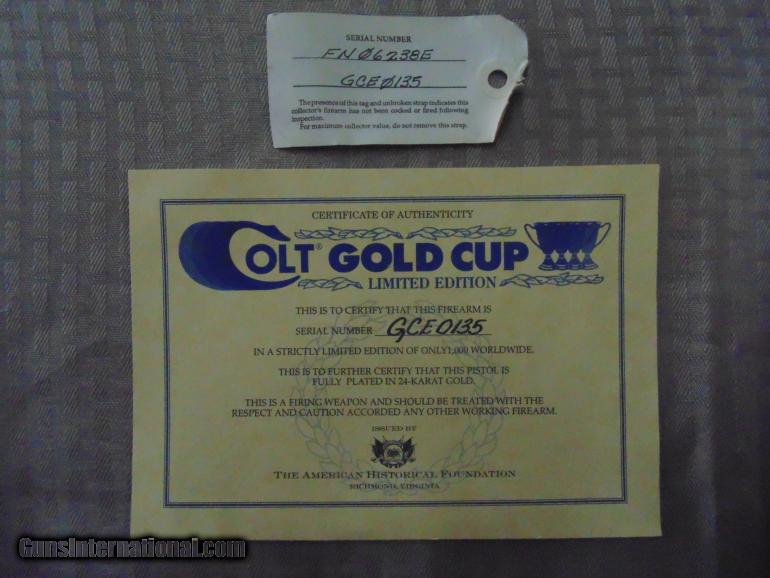 SERIAL NUMBER
FN06238E
GCE0135
The presence of this tag and unbroken strap indicates this
collector's firearm has not been cocked or fired following
inspection.
For maximum collector value, do not remove this strap.
CERTIFICATE OF AUTHENTICITY
COLT® GOLD CUP
LIMITED EDITION
THIS IS TO CERTIFY THAT THIS FIREARM IS
SERIAL NUMBER GCE0135
IN A STRICTLY LIMITED EDITION OF ONLY 1,000 WORLDWIDE.
THIS IS TO FURTHER CERTIFY THAT THIS PISTOL IS
FULLY PLATED IN 24-KARAT GOLD.
THIS IS A FIRING WEAPON AND SHOULD BE TREATED WITH THE
RESPECT AND CAUTION ACCORDED ANY OTHER WORKING FIREARM.
ISSUED BY
THE AMERICAN HISTORICAL FOUNDATION
RICHMOND, VIRGINIA
GunsInternational.com